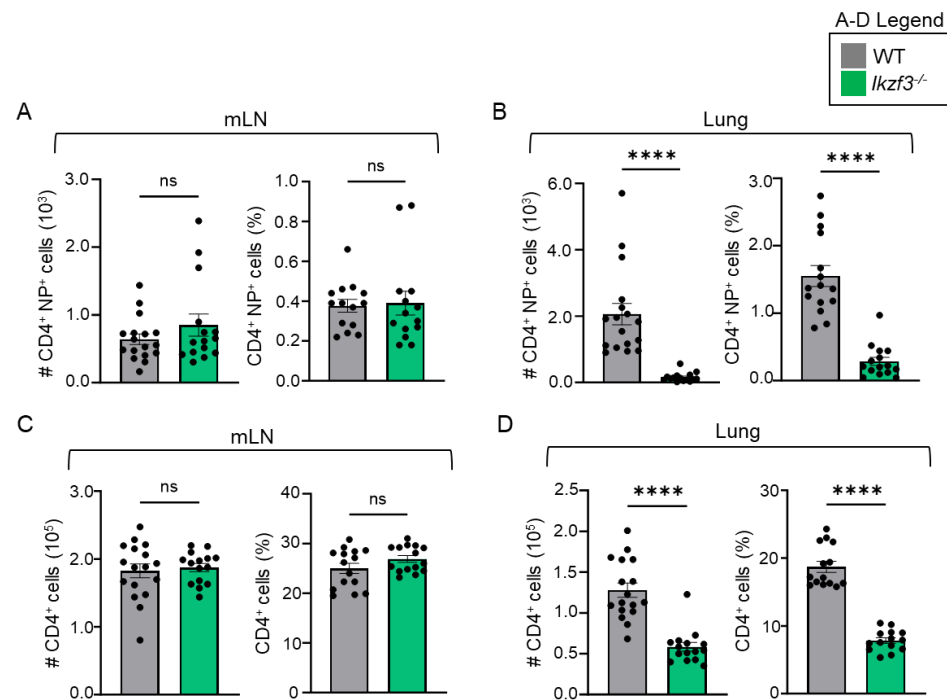 A-D Legend
WT
Ikzf3⁻/⁻
A
mLN
# CD4⁺ NP⁺ cells (10³)
3.0
2.0
1.0
0.0
ns
CD4⁺ NP⁺ cells (%)
1.0
0.8
0.6
0.4
0.2
0.0
ns
B
Lung
# CD4⁺ NP⁺ cells (10³)
6.0
4.0
2.0
0.0
****
CD4⁺ NP⁺ cells (%)
3.0
1.0
0.0
****
C
mLN
# CD4⁺ cells (10⁵)
3.0
2.0
1.0
0.0
ns
CD4⁺ cells (%)
40
30
20
0
ns
D
Lung
# CD4⁺ cells (10⁵)
2.5
2.0
1.5
1.0
0.5
0
****
CD4⁺ cells (%)
30
20
10
0
****